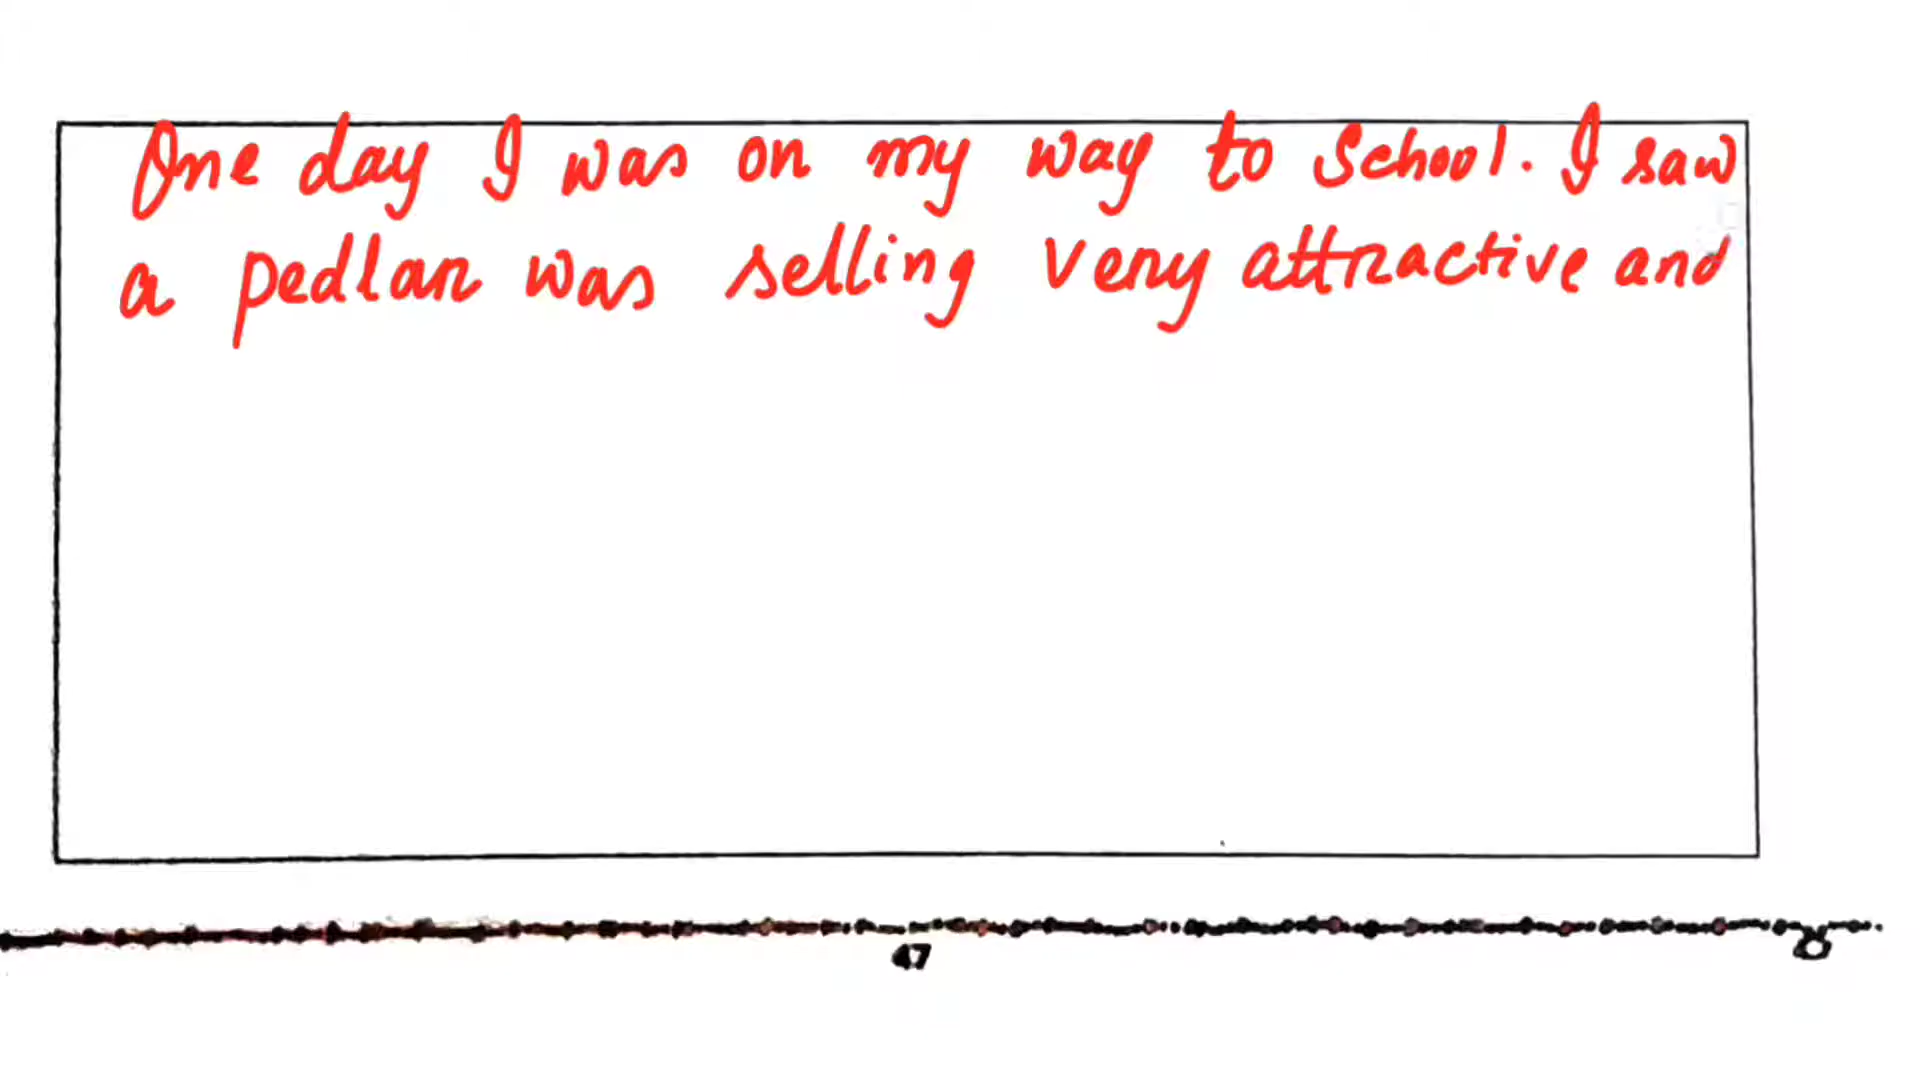 One day I was on my way to School. I saw
a pedlar was selling very attractive and
47